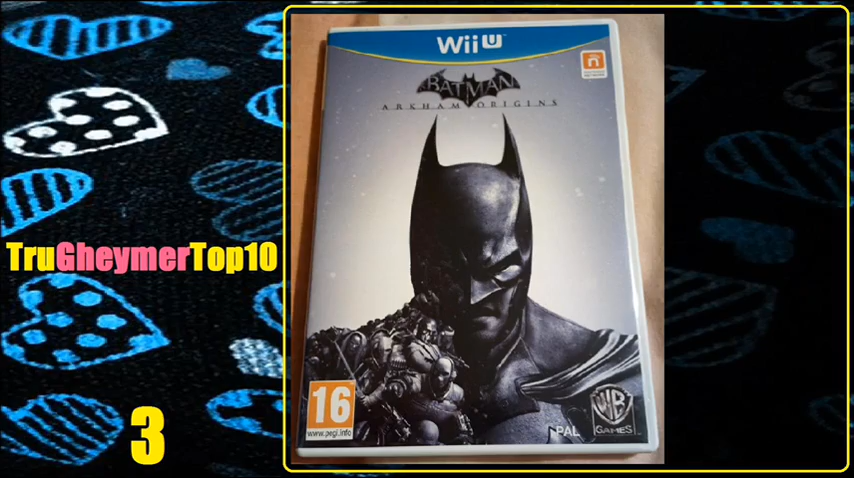 Wii U
BATMAN
ARKHAM ORIGINS
TruGheymerTop10
16
www.pegi.info
PAL
WB
GAMES
3